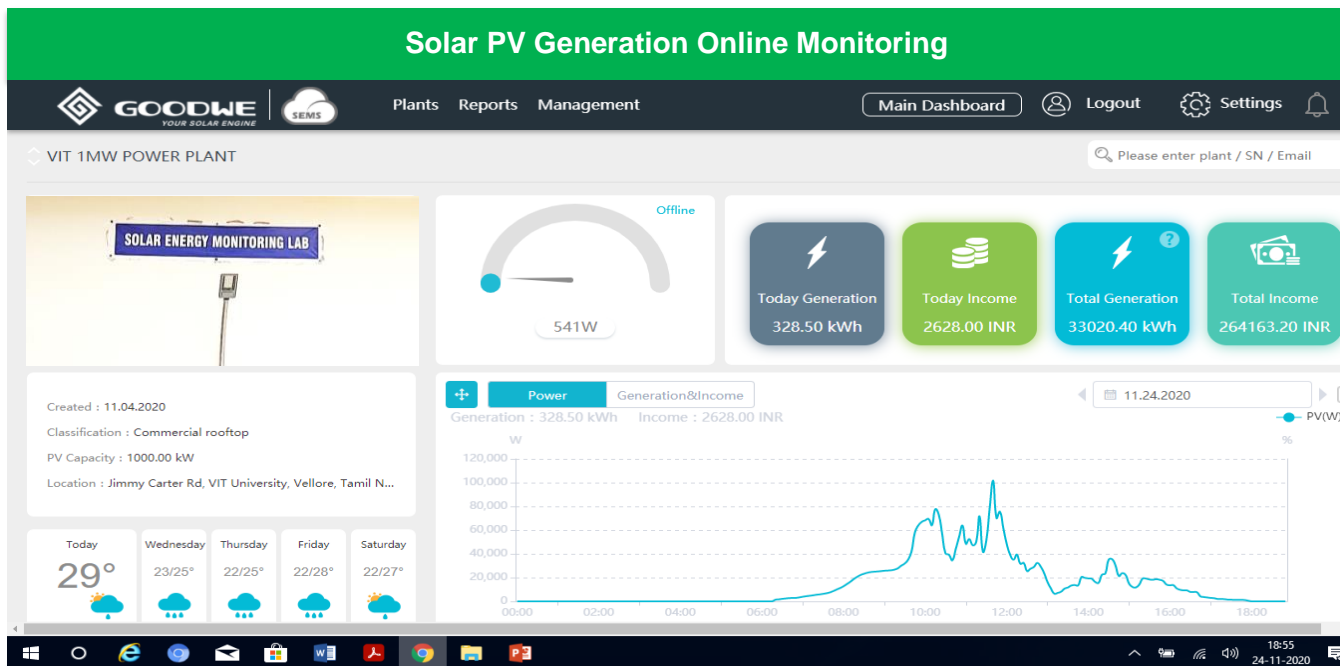 Solar PV Generation Online Monitoring
GOODWE
YOUR SOLAR ENGINE
SEMS
Plants Reports Management
Main Dashboard Logout Settings
VIT 1MW POWER PLANT
Please enter plant / SN / Email
SOLAR ENERGY MONITORING LAB
Offline
541W
Today Generation
328.50 kWh
Today Income
2628.00 INR
?
Total Generation
33020.40 kWh
Total Income
264163.20 INR
Created : 11.04.2020
Classification : Commercial rooftop
PV Capacity : 1000.00 kW
Location : Jimmy Carter Rd, VIT University, Vellore, Tamil N...
Power Generation&Income
11.24.2020
Generation : 328.50 kWh Income : 2628.00 INR
PV(W)
W %
120,000
100,000
80,000
60,000
40,000
20,000
0
00:00 02:00 04:00 06:00 08:00 10:00 12:00 14:00 16:00 18:00
Today Wednesday Thursday Friday Saturday
29° 23/25° 22/25° 22/28° 22/27°
18:55
24-11-2020